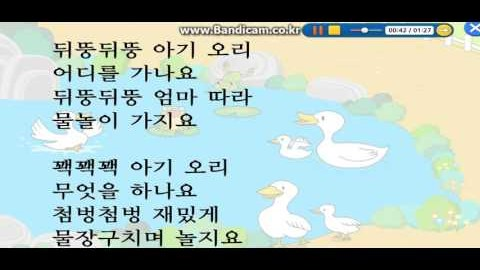 www.Bandicam.co.kr
00:42 / 01:27
뒤뚱뒤뚱 아기 오리
어디를 가나요
뒤뚱뒤뚱 엄마 따라
물놀이 가지요
꽥꽥꽥 아기 오리
무엇을 하나요
첨벙첨벙 재밌게
물장구치며 놀지요